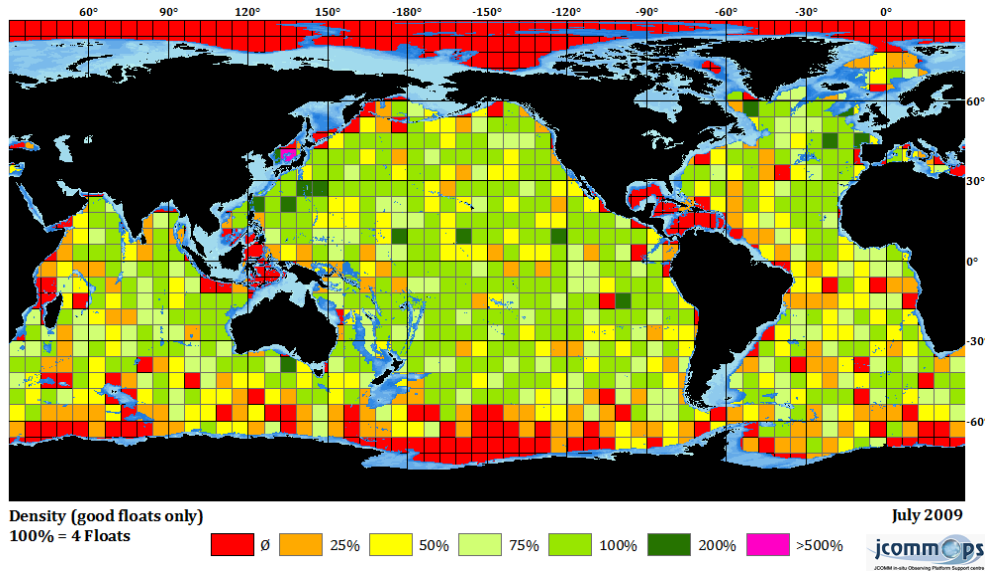 60° 90° 120° 150° -180° -150° -120° -90° -60° -30° 0°
60°
30°
0°
-30°
-60°
Density (good floats only)
100% = 4 Floats
July 2009
Ø 25% 50% 75% 100% 200% >500%
jcommops
JCOMM in-situ Observing Platform Support centre